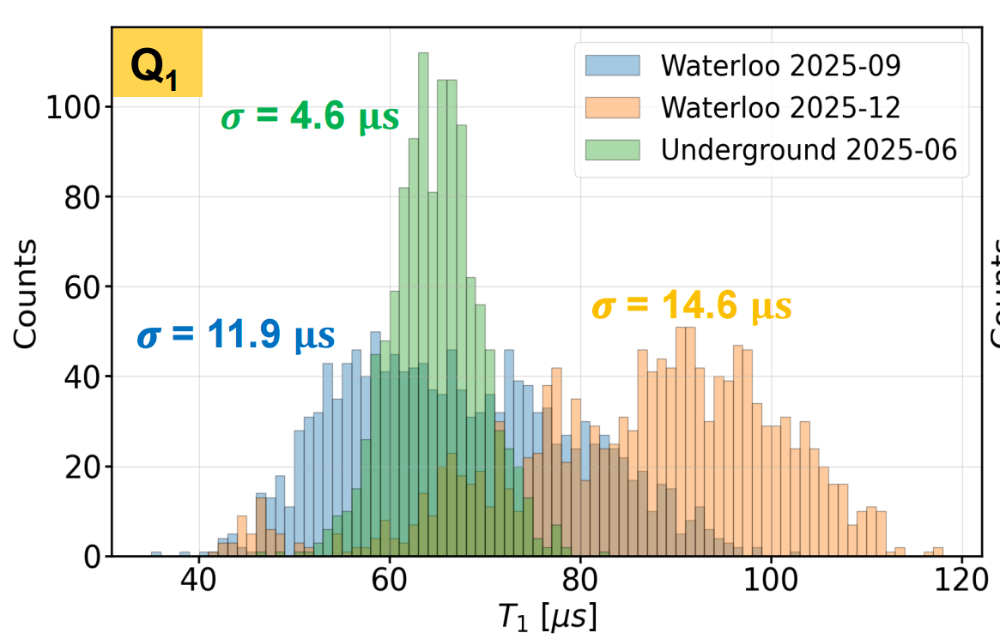 Q1
σ = 4.6 μs
σ = 11.9 μs
σ = 14.6 μs
Waterloo 2025-09
Waterloo 2025-12
Underground 2025-06
Counts
100
80
60
40
20
0
40 60 80 100 120
T1 [μs]